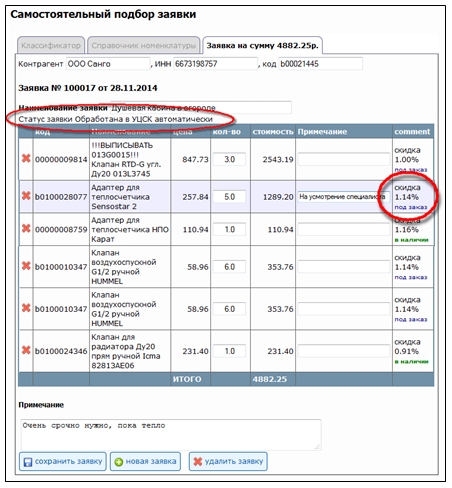 Самостоятельный подбор заявки
Классификатор Справочник номенклатуры Заявка на сумму 4882.25р.
Контрагент ООО Санго , ИНН 6673198757 , код b00021445
Заявка № 100017 от 28.11.2014
Наименование заявки Душевая кабина в огороде
Статус заявки Обработана в УЦСК автоматически
код Наименование цена кол-во стоимость Примечание comment
!!!ВЫПИСЫВАТЬ
013G0015!!!
Клапан RTD-G угл.
Ду20 013L3745
00000009814 847.73 3.0 2543.19
скидка
1.00%
под заказ
Адаптер для
теплосчетчика
Sensostar 2
b0100028077 257.84 5.0 1289.20 На усмотрение специалиста
скидка
1.14%
под заказ
Адаптер для
теплосчетчика НПО
Карат
00000008759 110.94 1.0 110.94
скидка
1.16%
в наличии
Клапан
воздухоспускной
G1/2 ручной
HUMMEL
b0100010347 58.96 6.0 353.76
скидка
1.14%
под заказ
Клапан
воздухоспускной
G1/2 ручной
HUMMEL
b0100010347 58.96 6.0 353.76
скидка
1.14%
под заказ
Клапан для
радиатора Ду20
прям ручной Icma
82813AE06
b0100024346 231.40 1.0 231.40
скидка
0.91%
в наличии
ИТОГО 4882.25
Примечание
Очень срочно нужно, пока тепло
сохранить заявку новая заявка удалить заявку